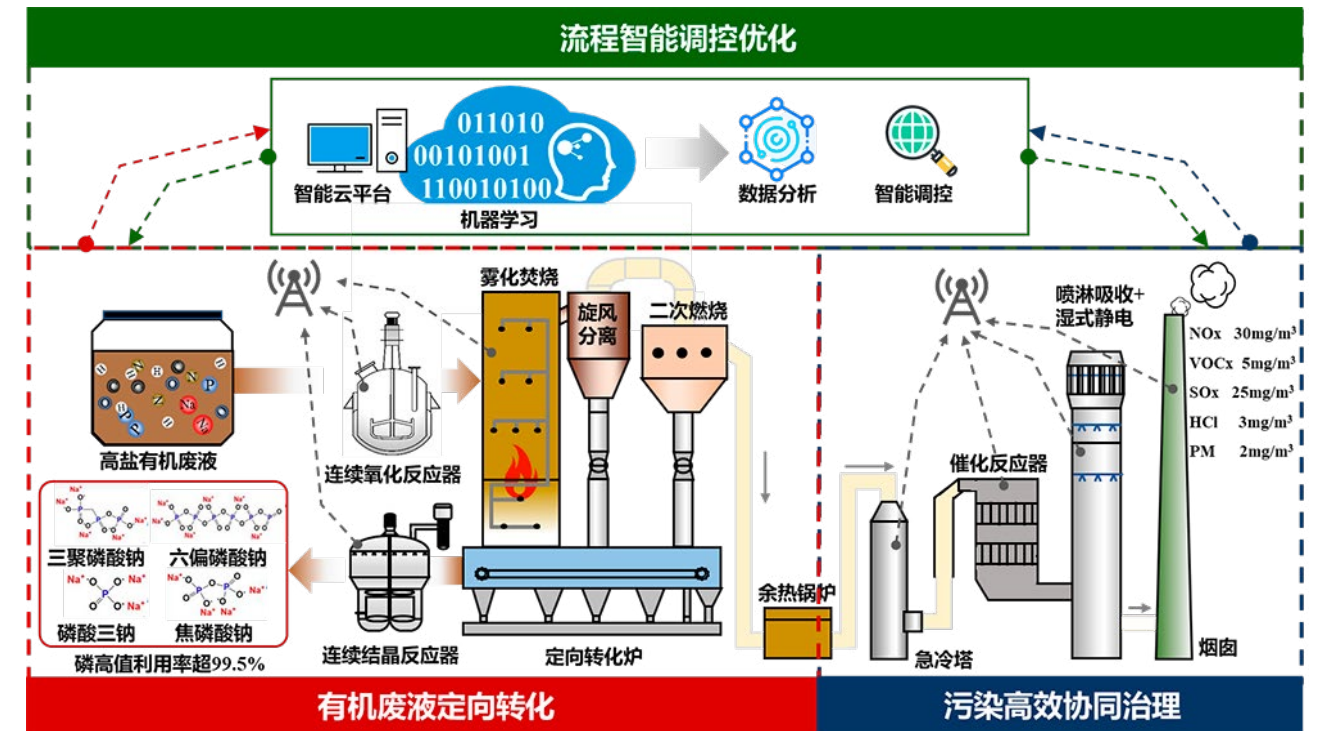 流程智能调控优化
011010
00101001
110010100
智能云平台
机器学习
数据分析
智能调控
雾化焚烧
旋风
分离
二次燃烧
喷淋吸收+
湿式静电
NOx 30mg/m³
VOCx 5mg/m³
SOx 25mg/m³
HCl 3mg/m³
PM 2mg/m³
高盐有机废液
连续氧化反应器
催化反应器
三聚磷酸钠
六偏磷酸钠
磷酸三钠
焦磷酸钠
磷高值利用率超99.5%
连续结晶反应器
定向转化炉
余热锅炉
急冷塔
烟囱
有机废液定向转化
污染高效协同治理